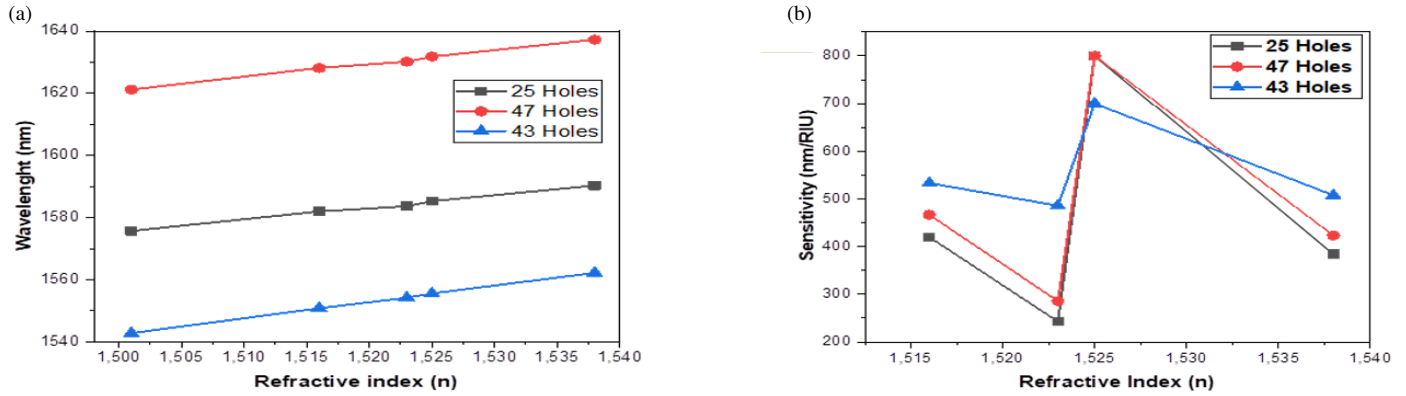 (a)
1640
1620
1600
1580
1560
1540
Wavelenght (nm)
25 Holes
47 Holes
43 Holes
1,500 1,505 1,510 1,515 1,520 1,525 1,530 1,535 1,540
Refractive index (n)
(b)
800
700
600
500
400
300
200
Sensitivity (nm/RIU)
25 Holes
47 Holes
43 Holes
1,515 1,520 1,525 1,530 1,535 1,540
Refractive Index (n)